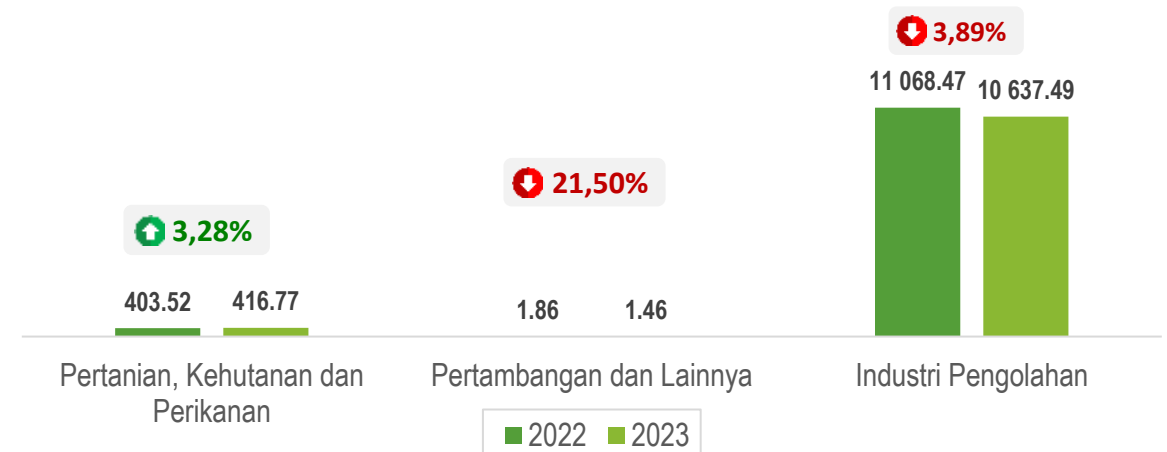 3,89%
11 068.47 10 637.49
21,50%
3,28%
403.52 416.77
1.86 1.46
Pertanian, Kehutanan dan
Perikanan
Pertambangan dan Lainnya
Industri Pengolahan
2022 2023